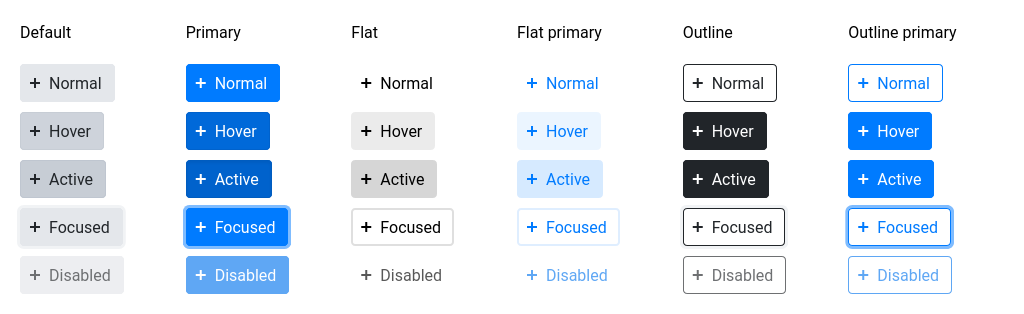 Default Primary Flat Flat primary Outline Outline primary
+ Normal + Normal + Normal + Normal + Normal + Normal
+ Hover + Hover + Hover + Hover + Hover + Hover
+ Active + Active + Active + Active + Active + Active
+ Focused + Focused + Focused + Focused + Focused + Focused
+ Disabled + Disabled + Disabled + Disabled + Disabled + Disabled